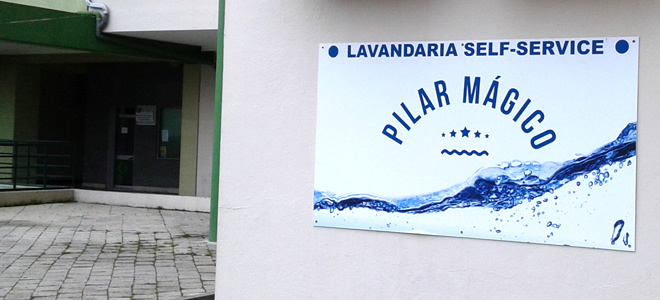 LAVANDARIA SELF-SERVICE
PILAR MÁGICO